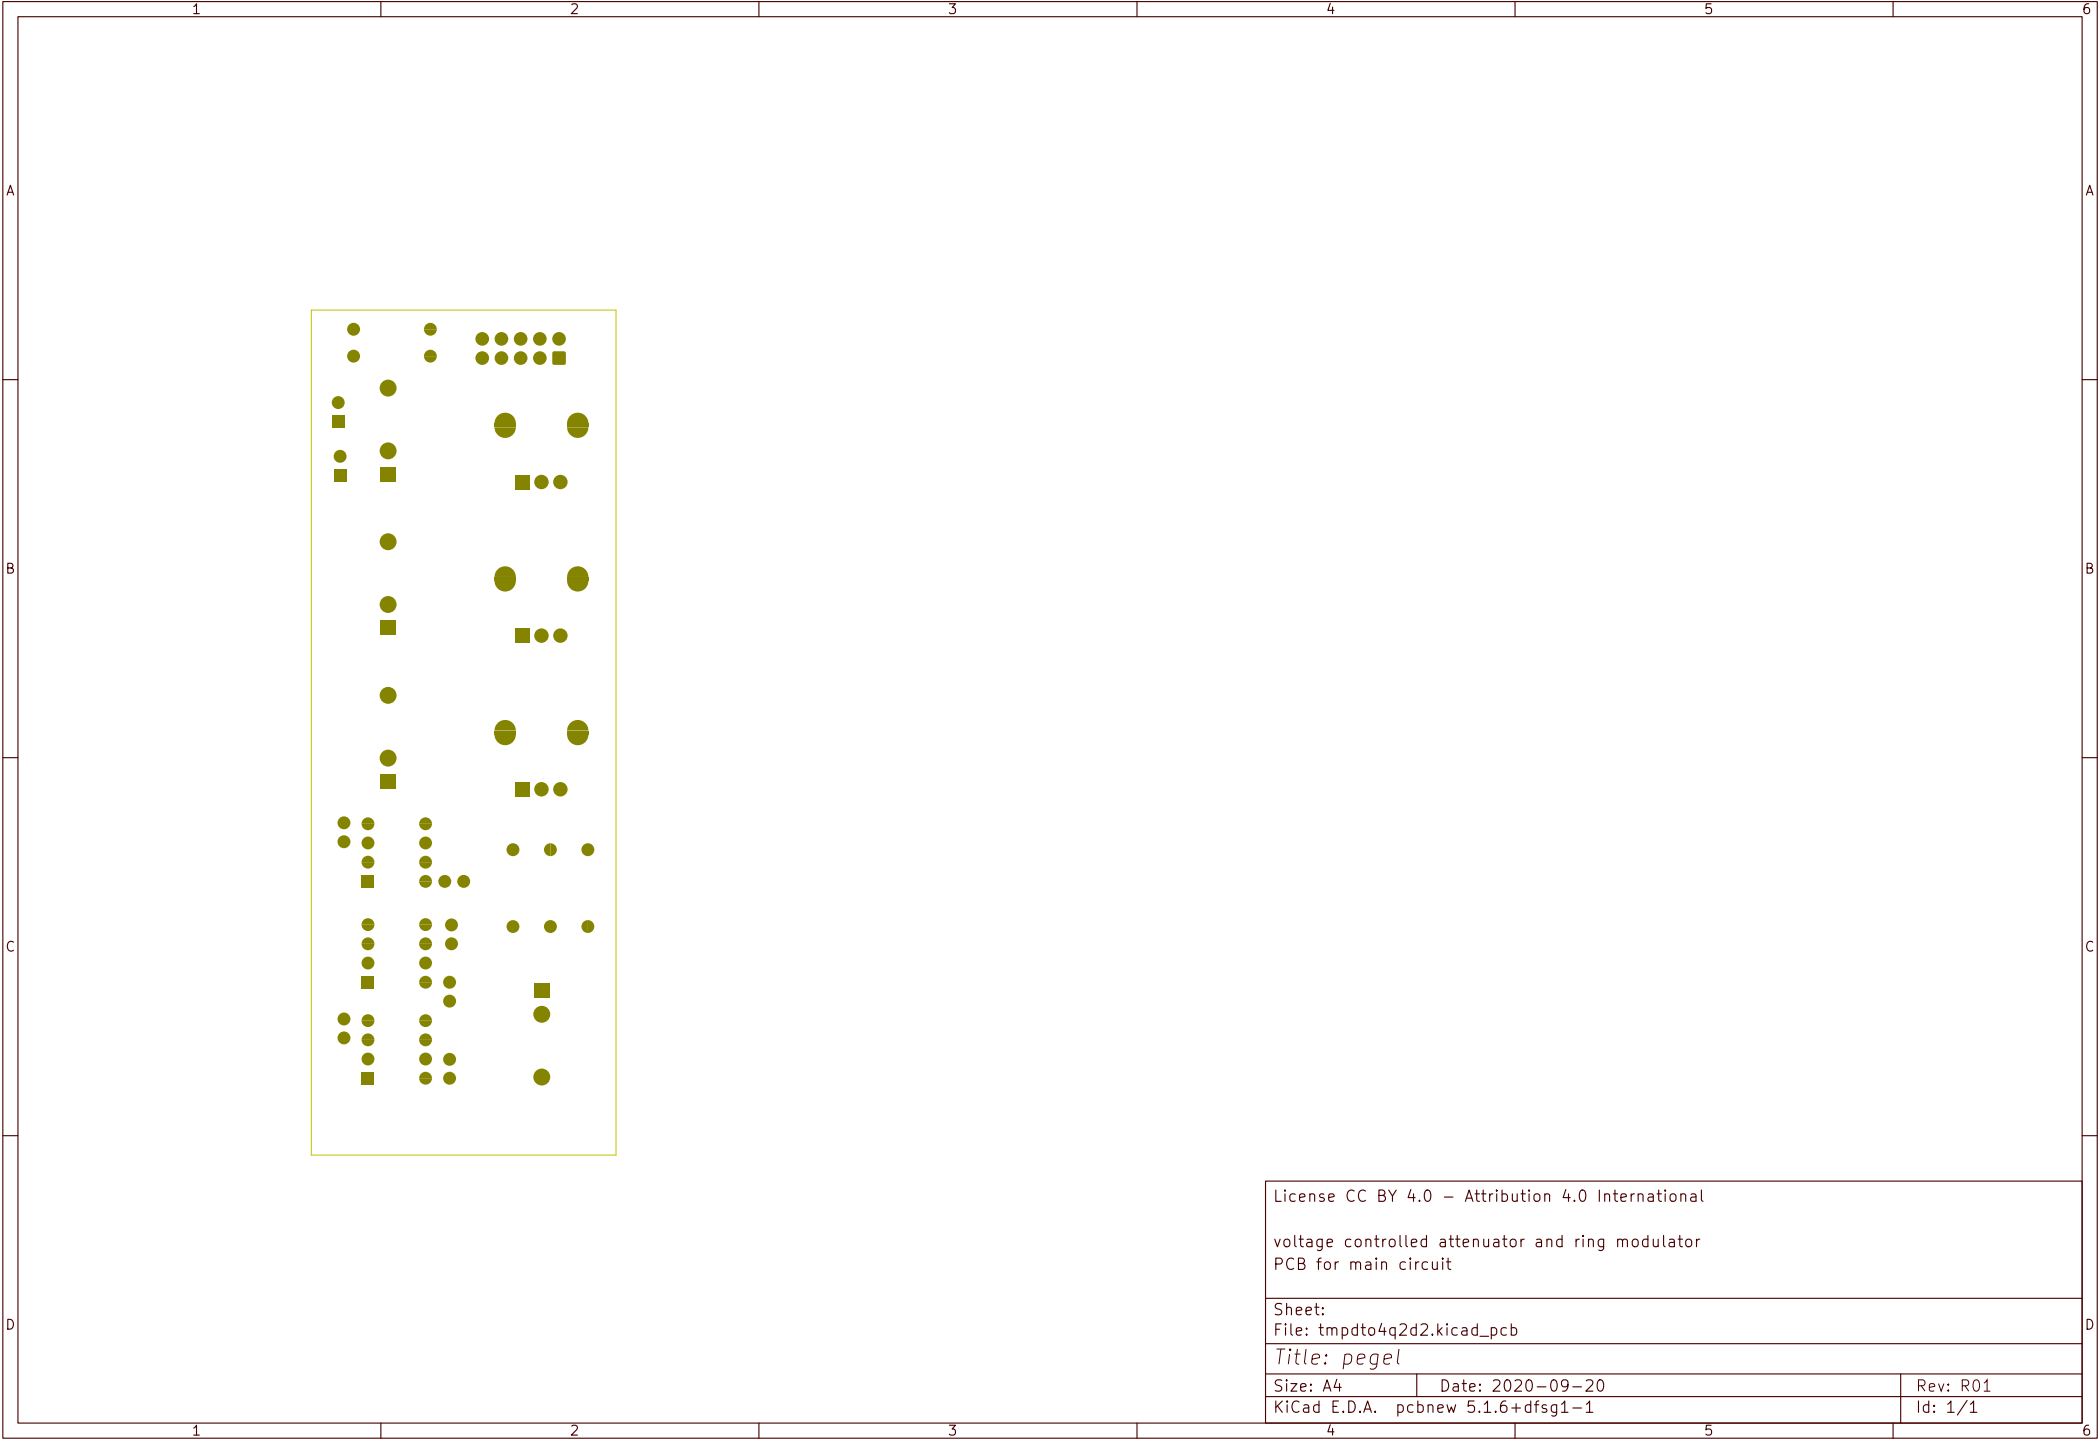 1 2 3 4 5 6
A A
B B
C C
License CC BY 4.0 – Attribution 4.0 International
voltage controlled attenuator and ring modulator
PCB for main circuit
Sheet:
D D
File: tmpdto4q2d2.kicad_pcb
Title: pegel
Size: A4 Date: 2020-09-20 Rev: R01
KiCad E.D.A. pcbnew 5.1.6+dfsg1-1 Id: 1/1
1 2 3 4 5 6